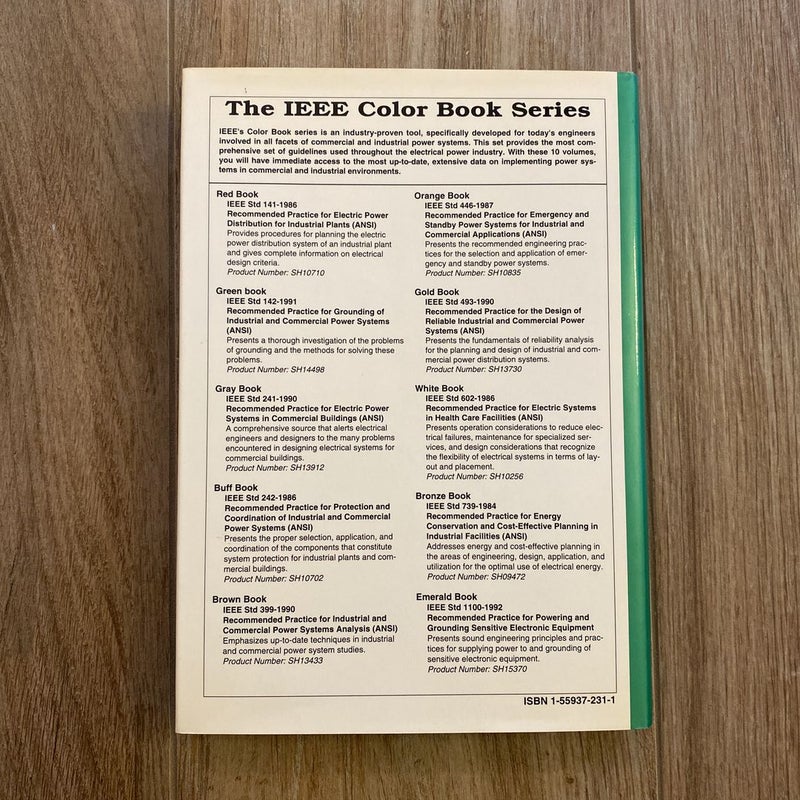 The IEEE Color Book Series
IEEE's Color Book series is an industry-proven tool, specifically developed for today's engineers
involved in all facets of commercial and industrial power systems. This set provides the most com-
prehensive set of guidelines used throughout the electrical power industry. With these 10 volumes,
you will have immediate access to the most up-to-date, extensive data on implementing power sys-
tems in commercial and industrial environments.
Red Book
IEEE Std 141-1986
Recommended Practice for Electric Power
Distribution for Industrial Plants (ANSI)
Provides procedures for planning the electric
power distribution system of an industrial plant
and gives complete information on electrical
design criteria.
Product Number: SH10710
Green book
IEEE Std 142-1991
Recommended Practice for Grounding of
Industrial and Commercial Power Systems
(ANSI)
Presents a thorough investigation of the problems
of grounding and the methods for solving these
problems.
Product Number: SH14498
Gray Book
IEEE Std 241-1990
Recommended Practice for Electric Power
Systems in Commercial Buildings (ANSI)
A comprehensive source that alerts electrical
engineers and designers to the many problems
encountered in designing electrical systems for
commercial buildings.
Product Number: SH13912
Buff Book
IEEE Std 242-1986
Recommended Practice for Protection and
Coordination of Industrial and Commercial
Power Systems (ANSI)
Presents the proper selection, application, and
coordination of the components that constitute
system protection for industrial plants and com-
mercial buildings.
Product Number: SH10702
Brown Book
IEEE Std 399-1990
Recommended Practice for Industrial and
Commercial Power Systems Analysis (ANSI)
Emphasizes up-to-date techniques in industrial
and commercial power system studies.
Product Number: SH13433
Orange Book
IEEE Std 446-1987
Recommended Practice for Emergency and
Standby Power Systems for Industrial and
Commercial Applications (ANSI)
Presents the recommended engineering prac-
tices for the selection and application of emer-
gency and standby power systems.
Product Number: SH10835
Gold Book
IEEE Std 493-1990
Recommended Practice for the Design of
Reliable Industrial and Commercial Power
Systems (ANSI)
Presents the fundamentals of reliability analysis
for the planning and design of industrial and com-
mercial power distribution systems.
Product Number: SH13730
White Book
IEEE Std 602-1986
Recommended Practice for Electric Systems
in Health Care Facilities (ANSI)
Presents operation considerations to reduce elec-
trical failures, maintenance for specialized ser-
vices, and design considerations that recognize
the flexibility of electrical systems in terms of lay-
out and placement.
Product Number: SH10256
Bronze Book
IEEE Std 739-1984
Recommended Practice for Energy
Conservation and Cost-Effective Planning in
Industrial Facilities (ANSI)
Addresses energy and cost-effective planning in
the areas of engineering, design, application, and
utilization for the optimal use of electrical energy.
Product Number: SH09472
Emerald Book
IEEE Std 1100-1992
Recommended Practice for Powering and
Grounding Sensitive Electronic Equipment
Presents sound engineering principles and prac-
tices for supplying power to and grounding of
sensitive electronic equipment.
Product Number: SH15370
ISBN 1-55937-231-1